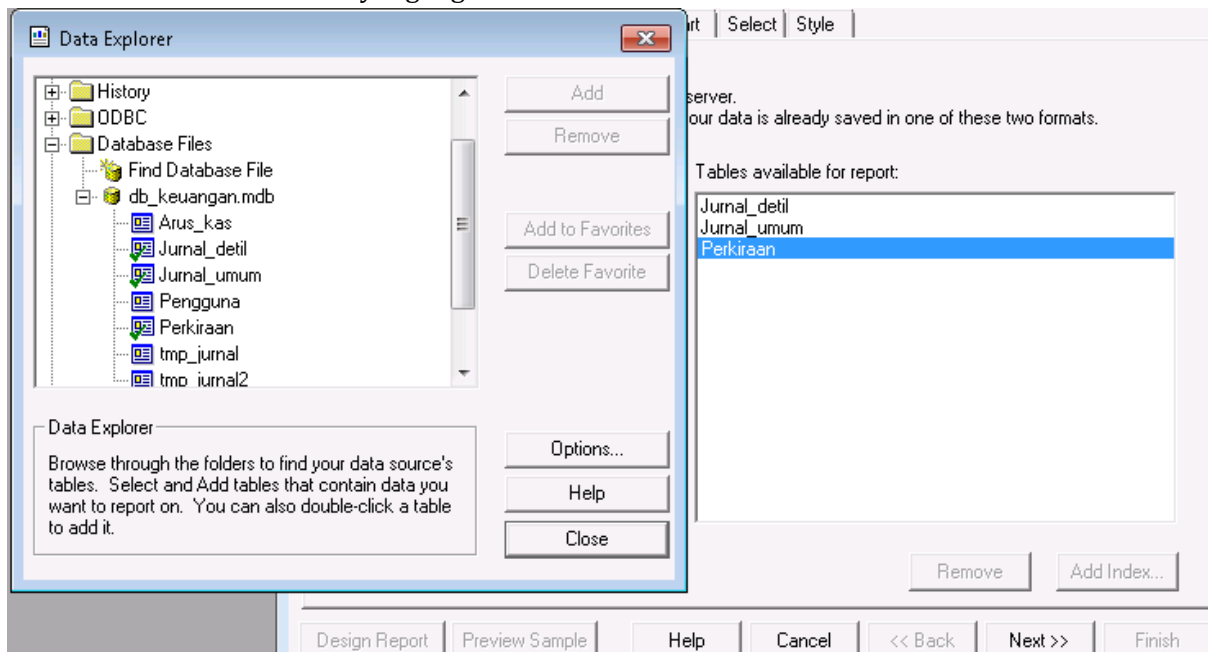 Data Explorer
History
ODBC
Database Files
Find Database File
db_keuangan.mdb
Arus_kas
Jurnal_detil
Jurnal_umum
Pengguna
Perkiraan
tmp_jurnal
tmp_jurnal2
Add
Remove
Add to Favorites
Delete Favorite
Data Explorer
Browse through the folders to find your data source's
tables. Select and Add tables that contain data you
want to report on. You can also double-click a table
to add it.
Options...
Help
Close
Select
Style
server.
our data is already saved in one of these two formats.
Tables available for report:
Jurnal_detil
Jurnal_umum
Perkiraan
Remove
Add Index...
Design Report
Preview Sample
Help
Cancel
<< Back
Next >>
Finish